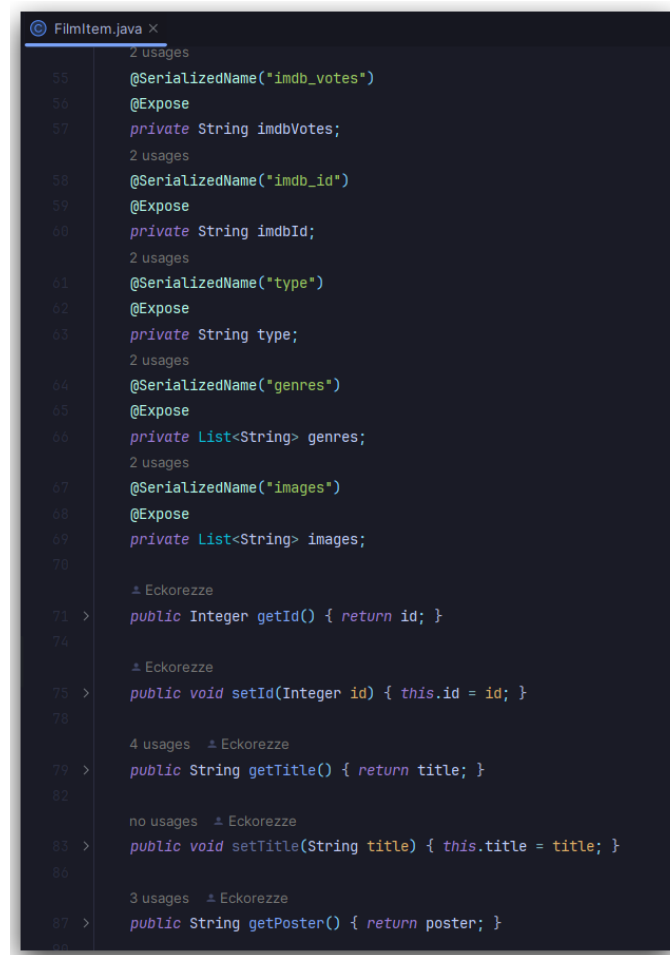 FilmItem.java
2 usages
55 @SerializedName("imdb_votes")
56 @Expose
57 private String imdbVotes;
2 usages
58 @SerializedName("imdb_id")
59 @Expose
60 private String imdbId;
2 usages
61 @SerializedName("type")
62 @Expose
63 private String type;
2 usages
64 @SerializedName("genres")
65 @Expose
66 private List<String> genres;
2 usages
67 @SerializedName("images")
68 @Expose
69 private List<String> images;
70
Eckorezze
71 public Integer getId() { return id; }
74
Eckorezze
75 public void setId(Integer id) { this.id = id; }
78
4 usages Eckorezze
79 public String getTitle() { return title; }
82
no usages Eckorezze
83 public void setTitle(String title) { this.title = title; }
86
3 usages Eckorezze
87 public String getPoster() { return poster; }